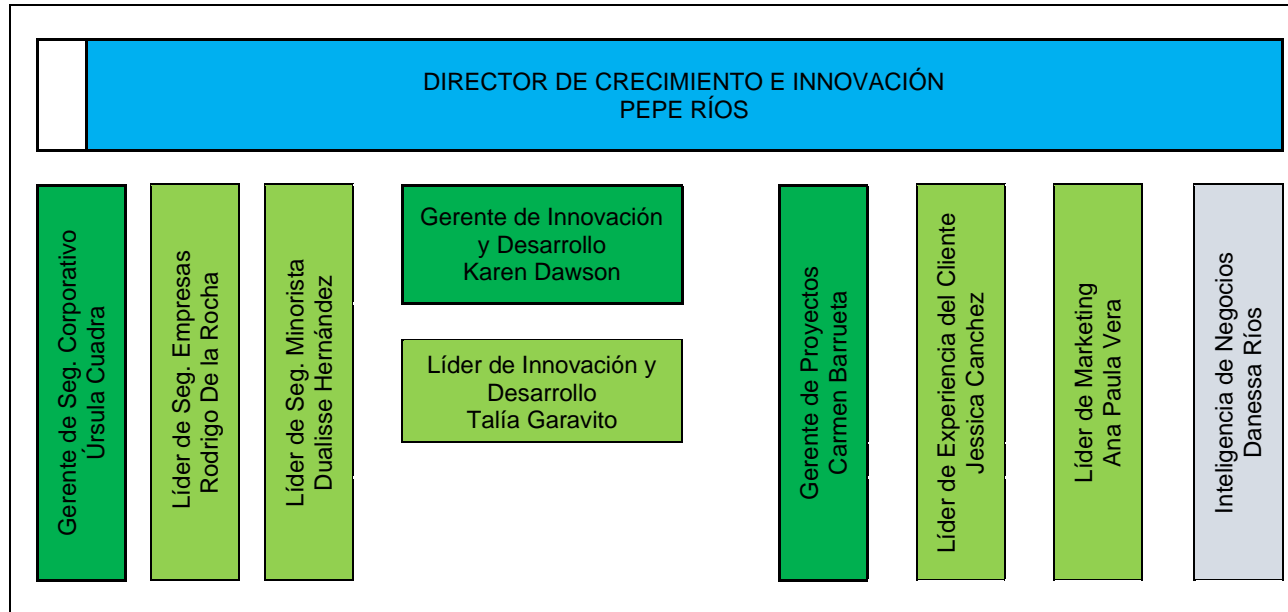 DIRECTOR DE CRECIMIENTO E INNOVACIÓN
PEPE RÍOS
Gerente de Seg. Corporativo
Úrsula Cuadra
Líder de Seg. Empresas
Rodrigo De la Rocha
Líder de Seg. Minorista
Dualisse Hernández
Gerente de Innovación
y Desarrollo
Karen Dawson
Líder de Innovación y
Desarrollo
Talía Garavito
Gerente de Proyectos
Carmen Barrueta
Líder de Experiencia del Cliente
Jessica Canchez
Líder de Marketing
Ana Paula Vera
Inteligencia de Negocios
Danessa Ríos